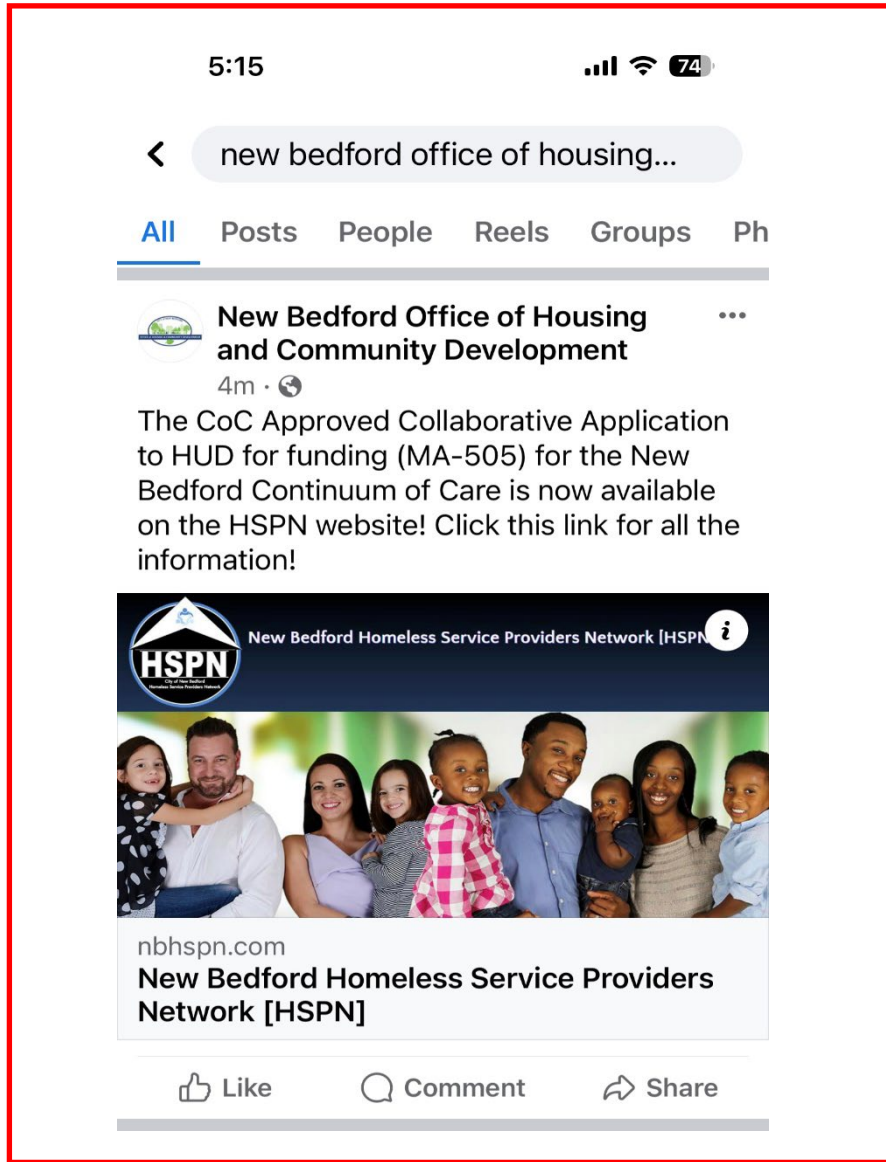 5:15
74
new bedford office of housing...
All Posts People Reels Groups Ph
New Bedford Office of Housing
and Community Development
4m ·
The CoC Approved Collaborative Application
to HUD for funding (MA-505) for the New
Bedford Continuum of Care is now available
on the HSPN website! Click this link for all the
information!
New Bedford Homeless Service Providers Network [HSPN
i
HSPN
City of New Bedford
Homeless Service Providers Network
nbhspn.com
New Bedford Homeless Service Providers
Network [HSPN]
Like Comment Share